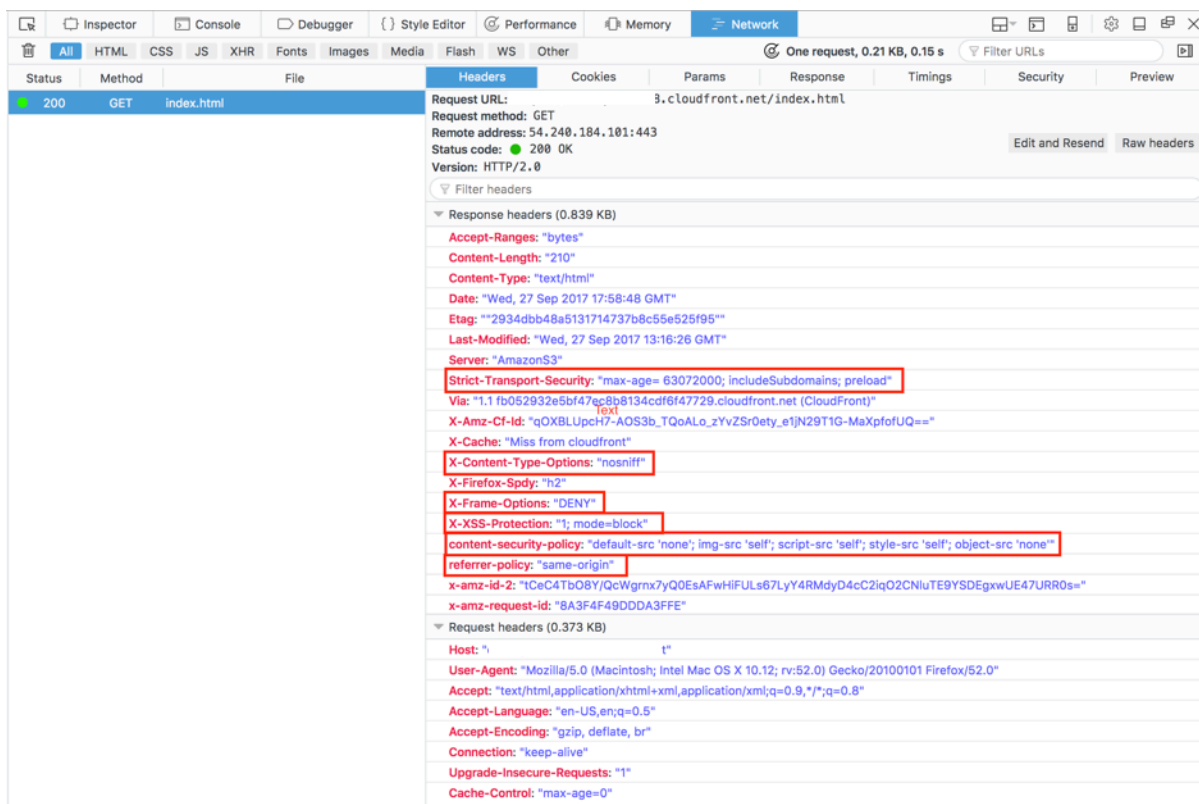 Inspector Console Debugger { } Style Editor Performance Memory Network
All HTML CSS JS XHR Fonts Images Media Flash WS Other One request, 0.21 KB, 0.15 s Filter URLs
Status Method File Headers Cookies Params Response Timings Security Preview
200 GET index.html
Request URL: 3.cloudfront.net/index.html
Request method: GET
Remote address: 54.240.184.101:443
Status code: 200 OK Edit and Resend Raw headers
Version: HTTP/2.0
Filter headers
Response headers (0.839 KB)
Accept-Ranges: "bytes"
Content-Length: "210"
Content-Type: "text/html"
Date: "Wed, 27 Sep 2017 17:58:48 GMT"
Etag: ""2934dbb48a5131714737b8c55e525f95""
Last-Modified: "Wed, 27 Sep 2017 13:16:26 GMT"
Server: "AmazonS3"
Strict-Transport-Security: "max-age= 63072000; includeSubdomains; preload"
Via: "1.1 fb052932e5bf47ec8b8134cdf6f47729.cloudfront.net (CloudFront)"
Text
X-Amz-Cf-Id: "qOXBLUpcH7-AOS3b_TQoALo_zYvZSr0ety_e1jN29T1G-MaXpfofUQ=="
X-Cache: "Miss from cloudfront"
X-Content-Type-Options: "nosniff"
X-Firefox-Spdy: "h2"
X-Frame-Options: "DENY"
X-XSS-Protection: "1; mode=block"
content-security-policy: "default-src 'none'; img-src 'self'; script-src 'self'; style-src 'self'; object-src 'none'"
referrer-policy: "same-origin"
x-amz-id-2: "tCeC4TbO8Y/QcWgrnx7yQ0EsAFwHiFULs67LyY4RMdyD4cC2iqO2CNluTE9YSDEgxwUE47URR0s="
x-amz-request-id: "8A3F4F49DDDA3FFE"
Request headers (0.373 KB)
Host: " t"
User-Agent: "Mozilla/5.0 (Macintosh; Intel Mac OS X 10.12; rv:52.0) Gecko/20100101 Firefox/52.0"
Accept: "text/html,application/xhtml+xml,application/xml;q=0.9,*/*;q=0.8"
Accept-Language: "en-US,en;q=0.5"
Accept-Encoding: "gzip, deflate, br"
Connection: "keep-alive"
Upgrade-Insecure-Requests: "1"
Cache-Control: "max-age=0"